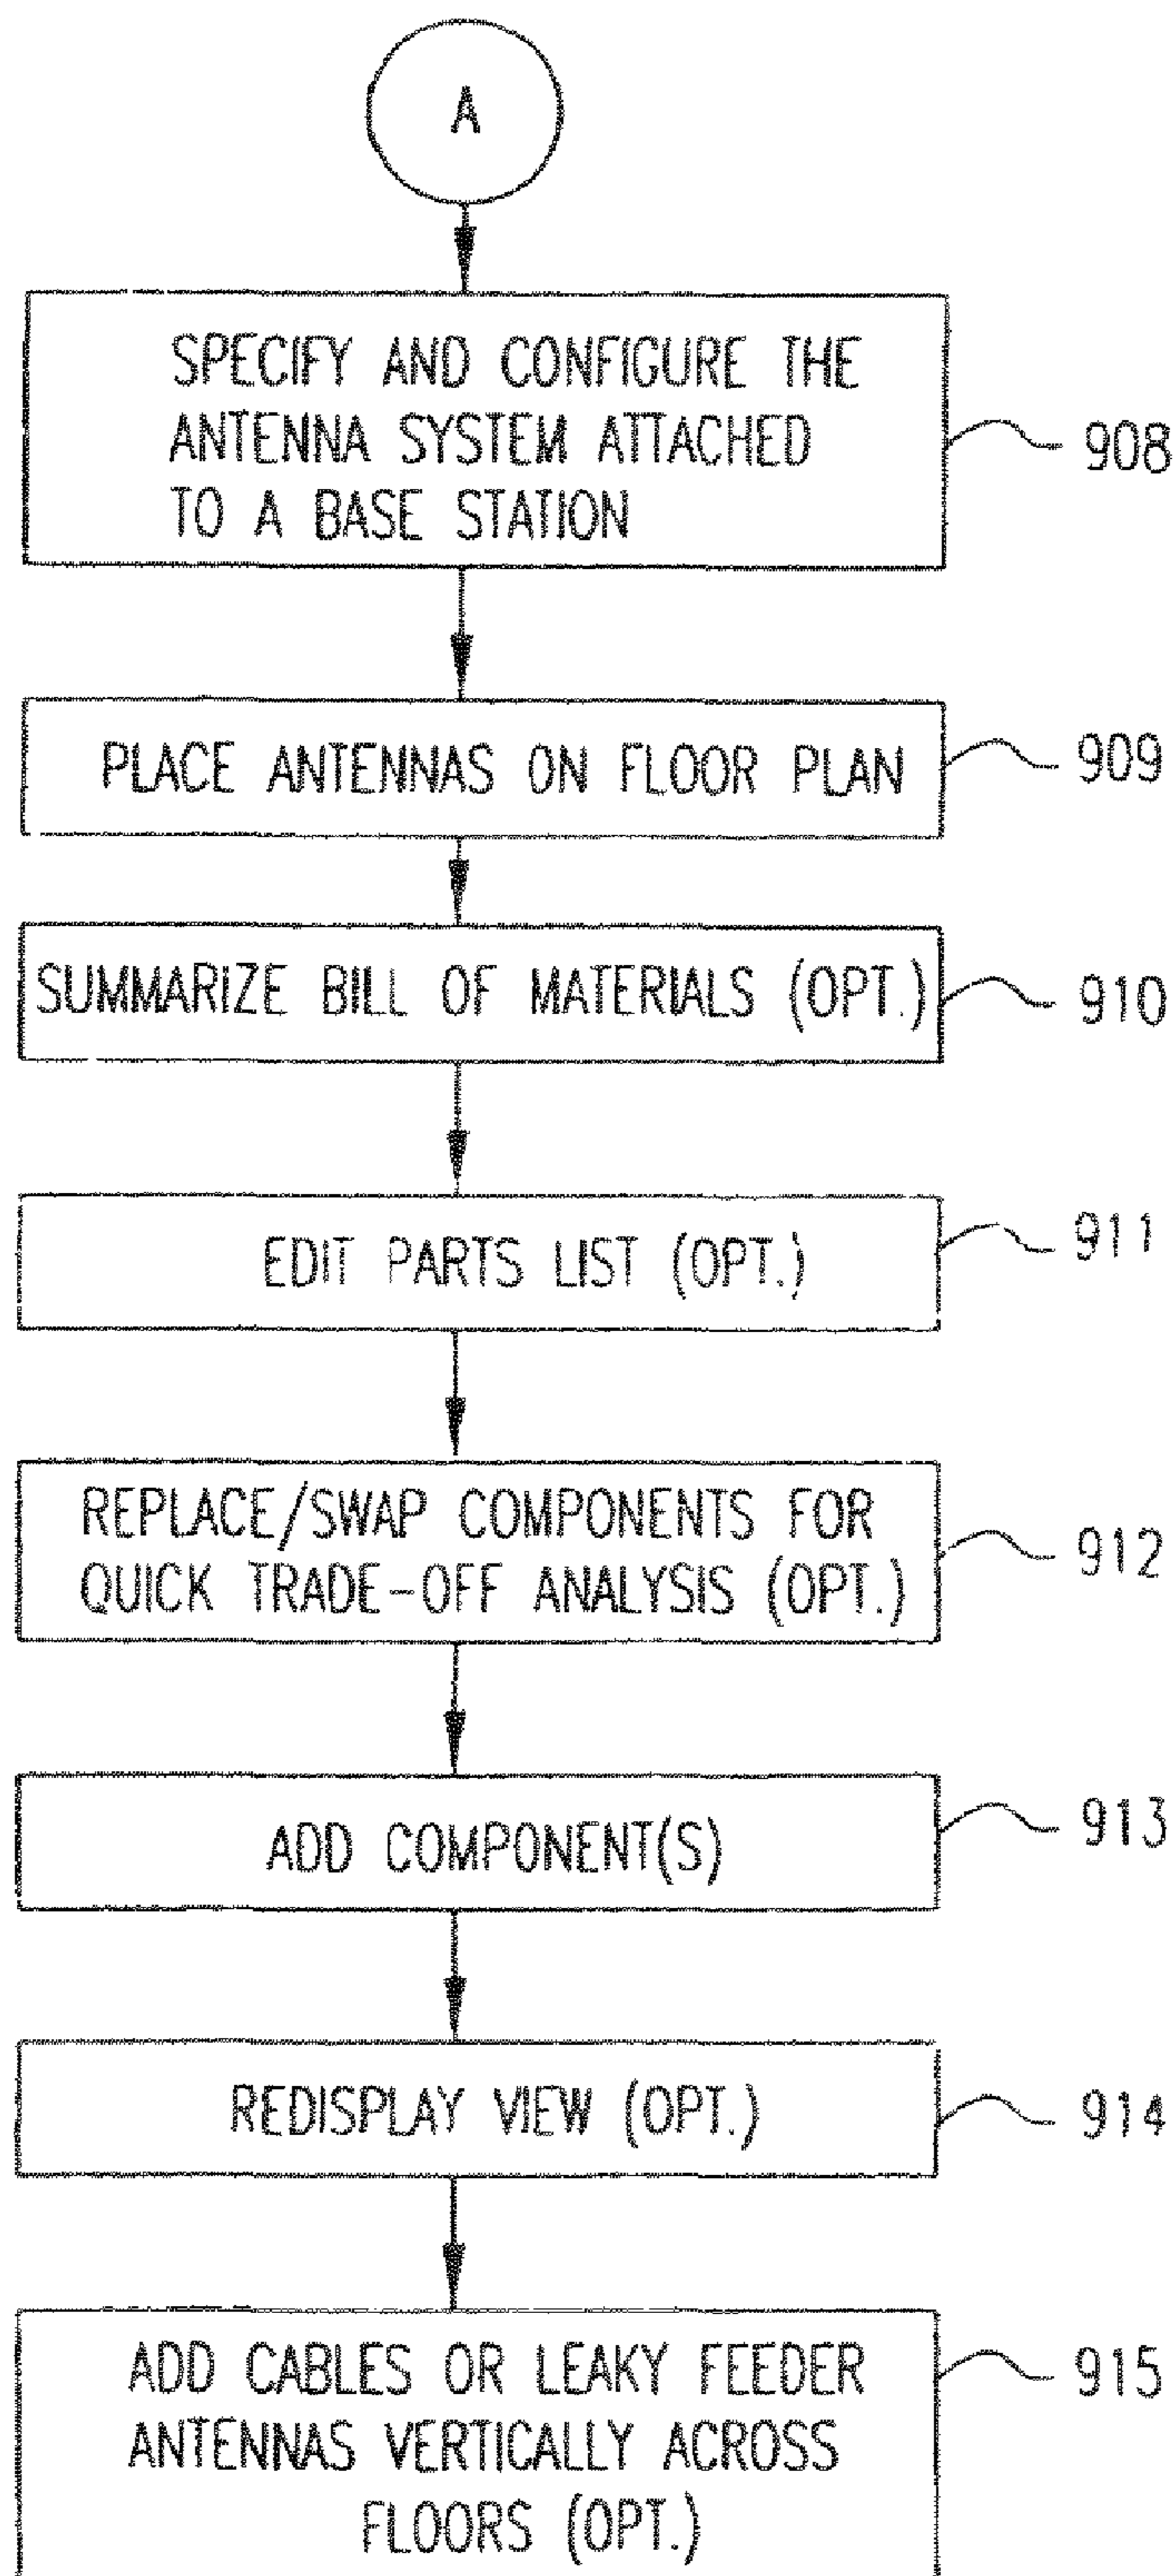 A
SPECIFY AND CONFIGURE THE
ANTENNA SYSTEM ATTACHED
TO A BASE STATION
908
PLACE ANTENNAS ON FLOOR PLAN
909
SUMMARIZE BILL OF MATERIALS (OPT.)
910
EDIT PARTS LIST (OPT.)
911
REPLACE/SWAP COMPONENTS FOR
QUICK TRADE-OFF ANALYSIS (OPT.)
912
ADD COMPONENT(S)
913
REDISPLAY VIEW (OPT.)
914
ADD CABLES OR LEAKY FEEDER
ANTENNAS VERTICALLY ACROSS
FLOORS (OPT.)
915